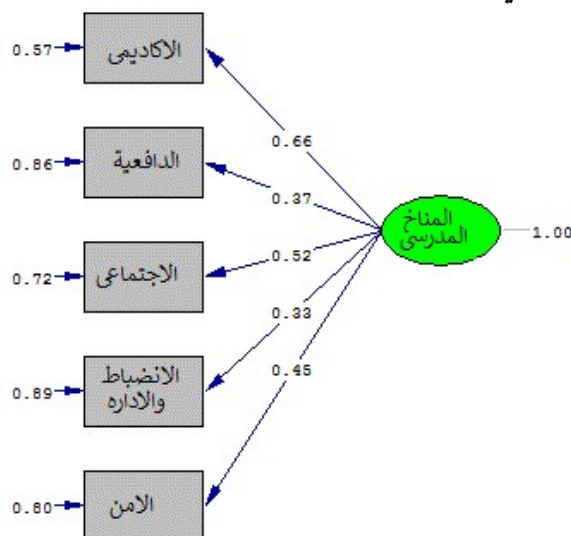 0.57
الاكاديمى
0.66
0.86
الدافعية
0.37
المناخ
المدرسى
1.00
0.72
الاجتماعى
0.52
0.33
0.89
الانضباط
والاداره
0.45
0.80
الامن